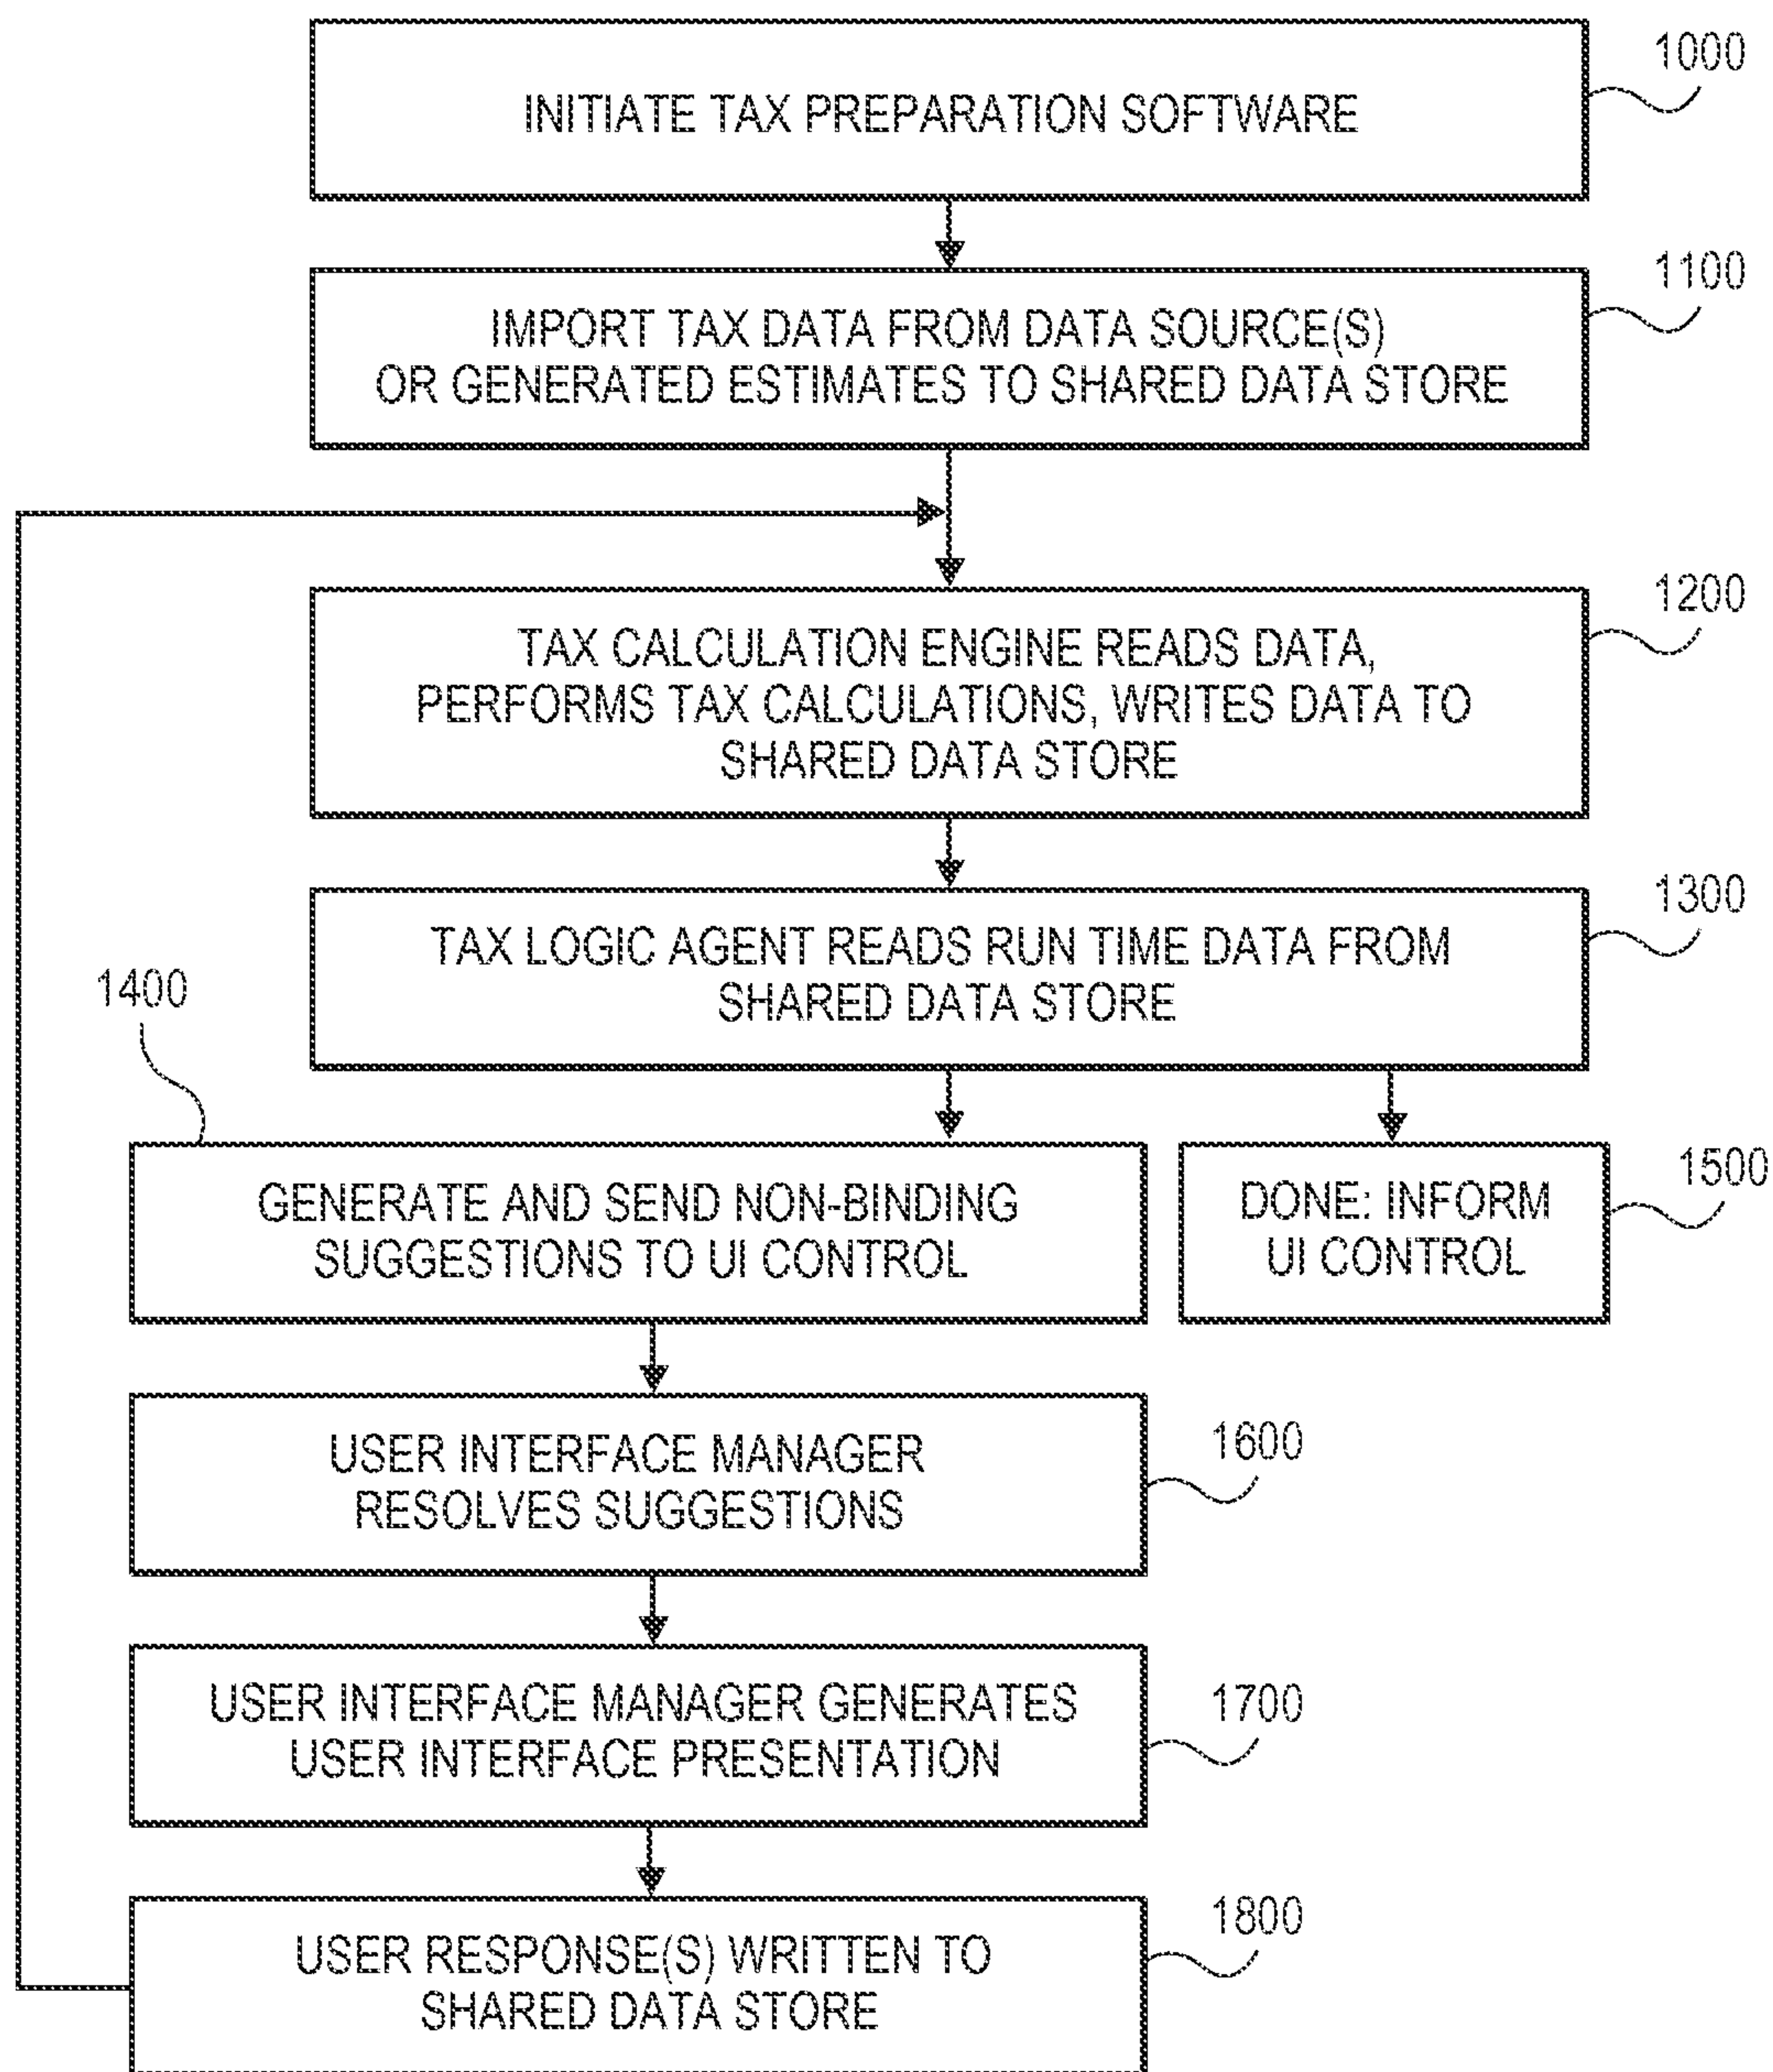 INITIATE TAX PREPARATION SOFTWARE
1000
IMPORT TAX DATA FROM DATA SOURCE(S)
OR GENERATED ESTIMATES TO SHARED DATA STORE
1100
TAX CALCULATION ENGINE READS DATA,
PERFORMS TAX CALCULATIONS, WRITES DATA TO
SHARED DATA STORE
1200
TAX LOGIC AGENT READS RUN TIME DATA FROM
SHARED DATA STORE
1300
1400
GENERATE AND SEND NON-BINDING
SUGGESTIONS TO UI CONTROL
DONE: INFORM
UI CONTROL
1500
USER INTERFACE MANAGER
RESOLVES SUGGESTIONS
1600
USER INTERFACE MANAGER GENERATES
USER INTERFACE PRESENTATION
1700
USER RESPONSE(S) WRITTEN TO
SHARED DATA STORE
1800